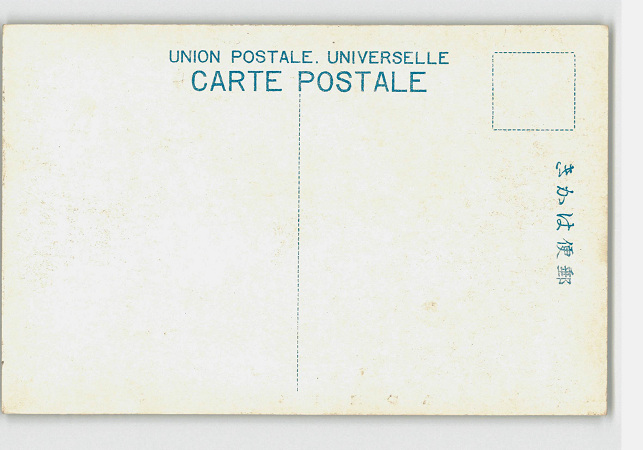 UNION POSTALE. UNIVERSELLE
CARTE POSTALE
郵便はかき